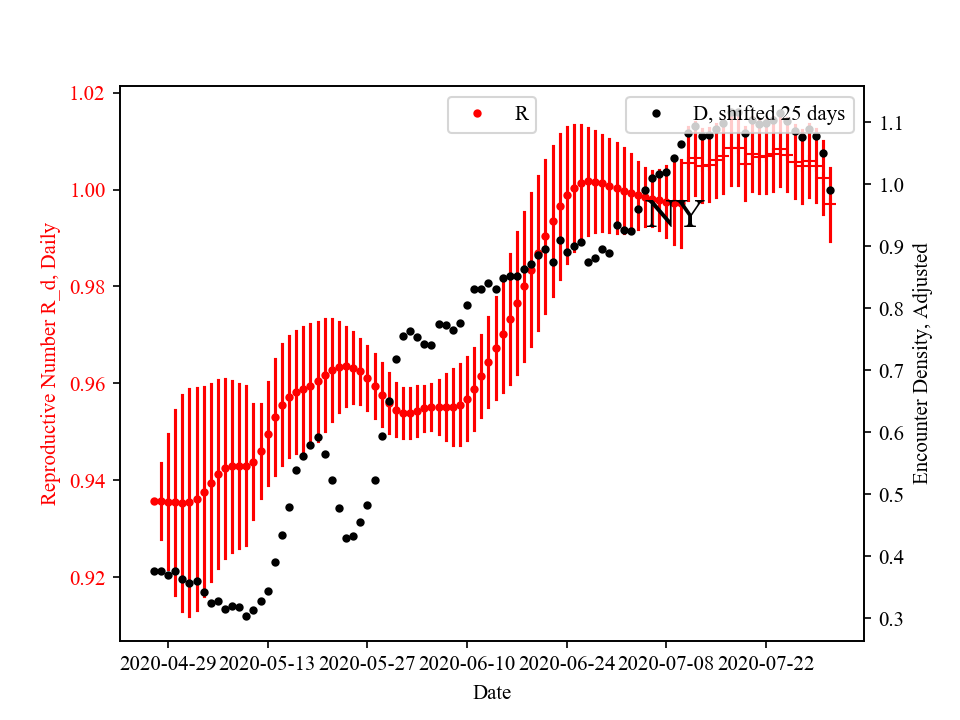 R
D, shifted 25 days
1.02
1.00
0.98
0.96
0.94
0.92
Reproductive Number R_d, Daily
NY
1.1
1.0
0.9
0.8
0.7
0.6
0.5
0.4
0.3
Encounter Density, Adjusted
2020-04-29 2020-05-13 2020-05-27 2020-06-10 2020-06-24 2020-07-08 2020-07-22
Date